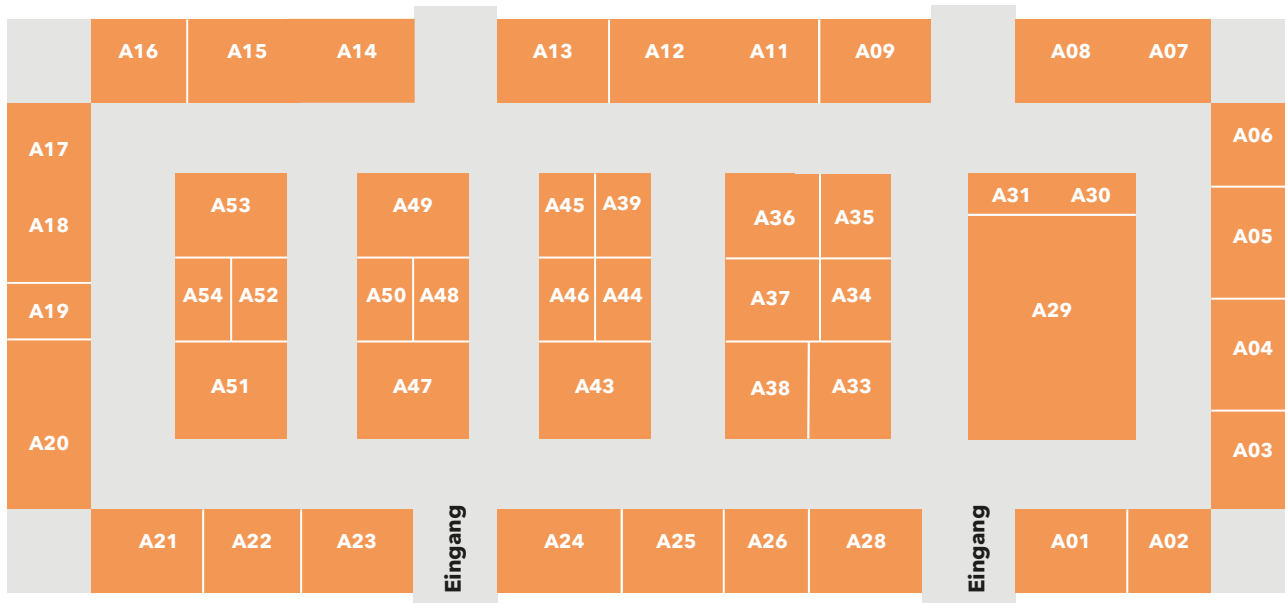 A16 A15 A14 A13 A12 A11 A09 A08 A07
A17
A06
A18
A53
A49
A45 A39
A36 A35
A31 A30
A05
A19
A54 A52
A50 A48
A46 A44
A37 A34
A29
A04
A20
A51
A47
A43
A38 A33
A03
A21 A22 A23
Eingang
A24 A25 A26 A28
Eingang
A01 A02